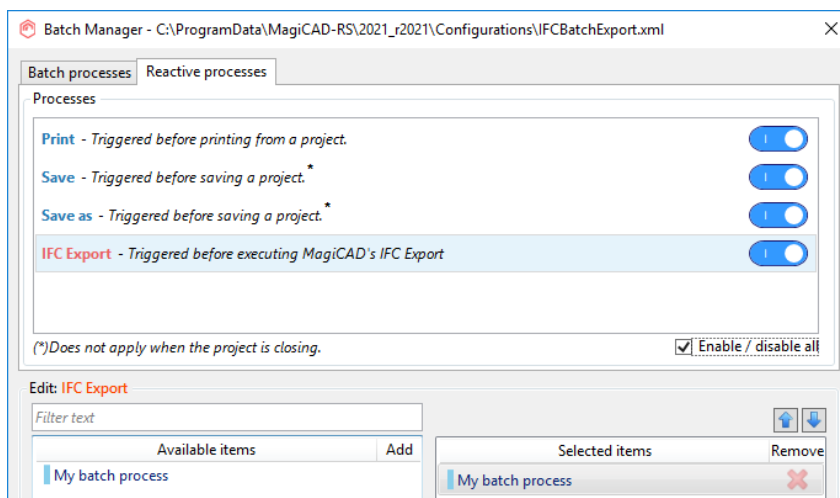 Batch Manager - C:\ProgramData\MagiCAD-RS\2021_r2021\Configurations\IFCBatchExport.xml
Batch processes Reactive processes
Processes
Print - Triggered before printing from a project.
Save - Triggered before saving a project.*
Save as - Triggered before saving a project.*
IFC Export - Triggered before executing MagiCAD's IFC Export
(*)Does not apply when the project is closing. Enable / disable all
Edit: IFC Export
Filter text
Available items Add Selected items Remove
My batch process My batch process